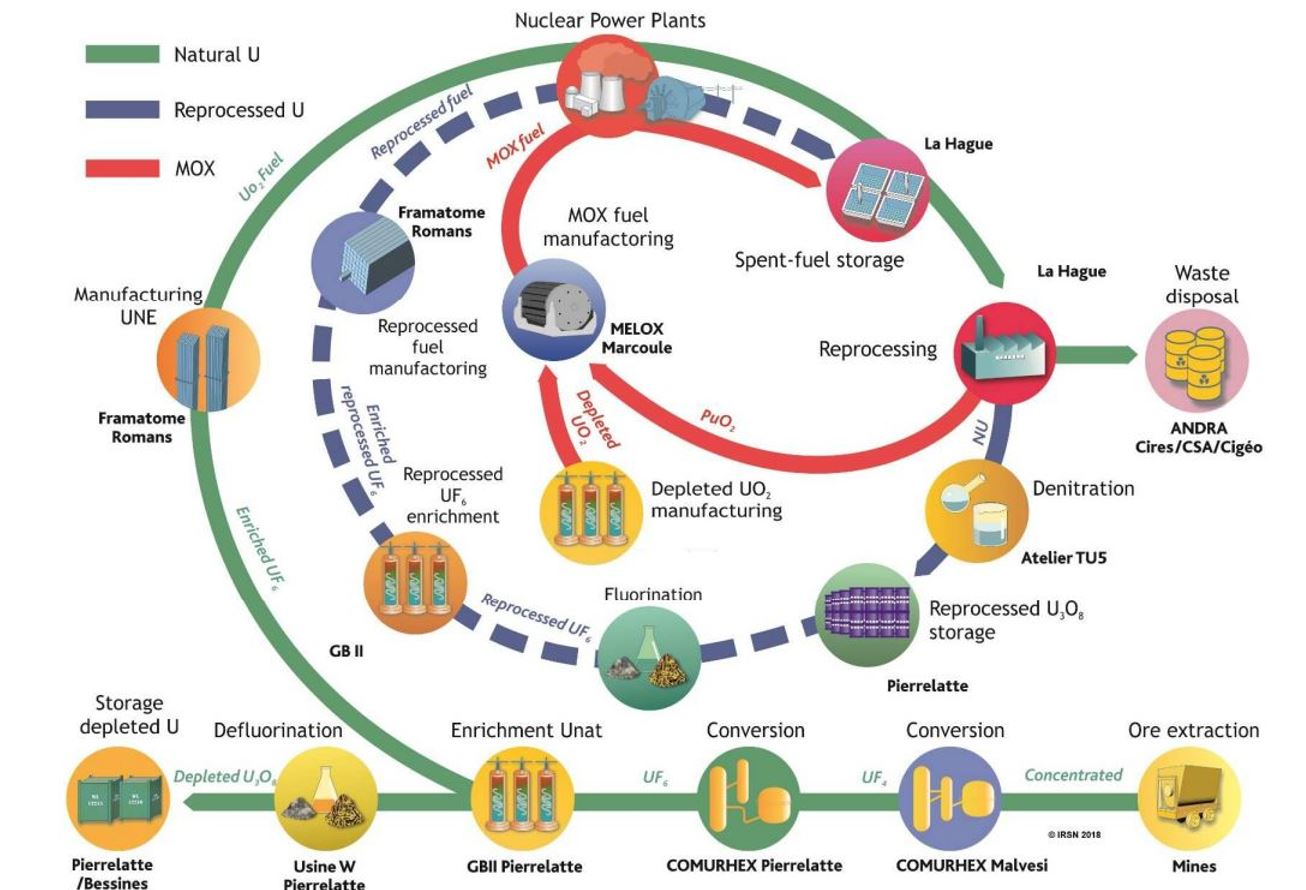 Nuclear Power Plants
Natural U
Reprocessed U
MOX
Reprocessed fuel
MOX fuel
Uo₂ Fuel
La Hague
Framatome
Romans
MOX fuel
manufactoring
Spent-fuel storage
La Hague
Waste
disposal
Manufacturing
UNE
Reprocessed
fuel
manufactoring
MELOX
Marcoule
Reprocessing
Framatome
Romans
Enriched
reprocessed UF₆
Depleted
UO₂
PuO₂
NU
ANDRA
Cires/CSA/Cigéo
Reprocessed
UF₆
enrichment
Depleted UO₂
manufacturing
Denitration
Atelier TU5
Enriched UF₆
Reprocessed UF₆
Fluorination
Reprocessed U₃O₈
storage
GB II
Pierrelatte
Storage
depleted U
Defluorination
Enrichment Unat
Conversion
Conversion
Ore extraction
Depleted U₃O₈
UF₆
UF₄
Concentrated
© IRSN 2018
Pierrelatte
/Bessines
Usine W
Pierrelatte
GBII Pierrelatte
COMURHEX Pierrelatte
COMURHEX Malvesi
Mines